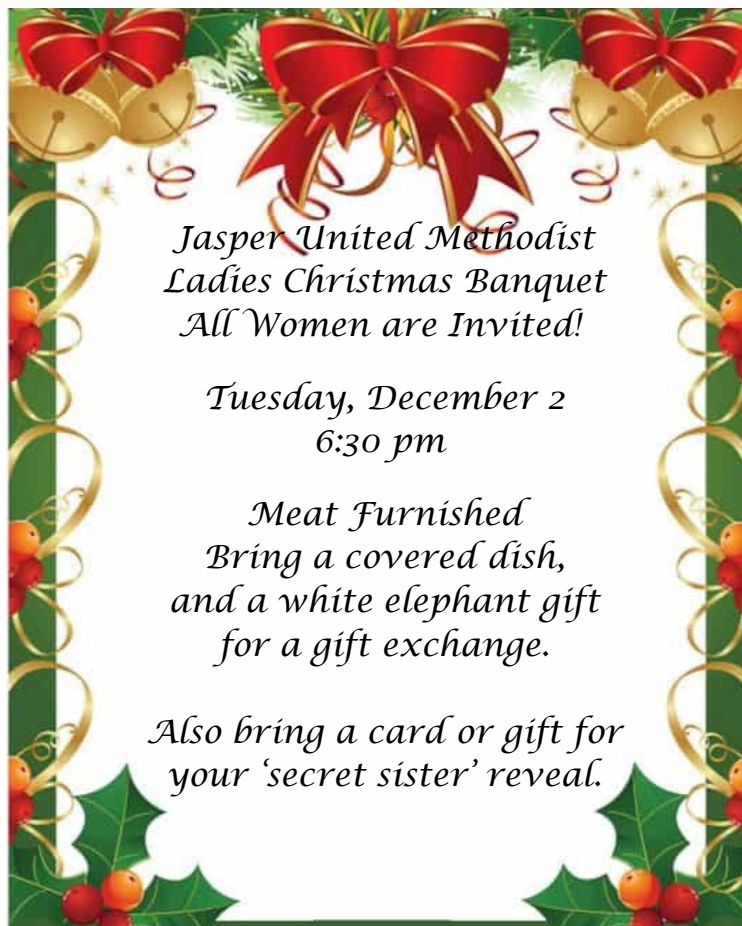 Jasper United Methodist
Ladies Christmas Banquet
All Women are Invited!
Tuesday, December 2
6:30 pm
Meat Furnished
Bring a covered dish,
and a white elephant gift
for a gift exchange.
Also bring a card or gift for
your ‘secret sister’ reveal.